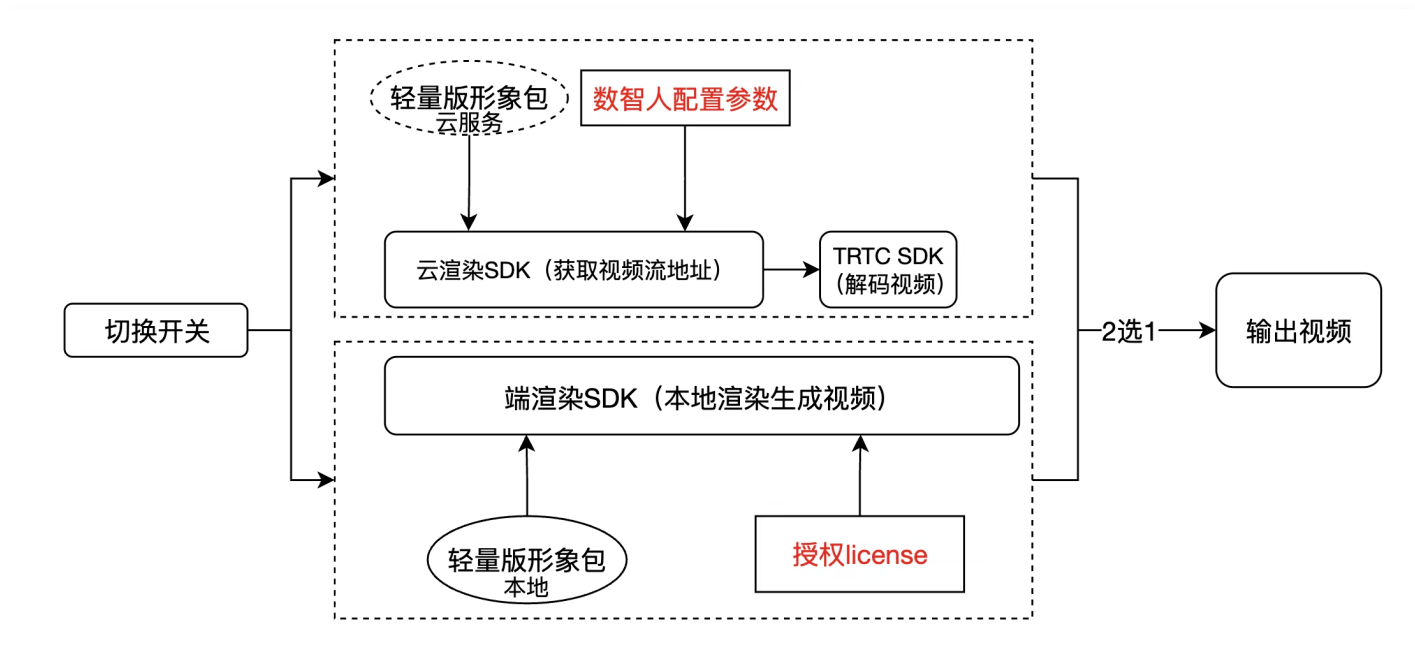 轻量版形象包
云服务
数智人配置参数
云渲染SDK（获取视频流地址）
TRTC SDK
（解码视频）
切换开关
2选1
输出视频
端渲染SDK（本地渲染生成视频）
轻量版形象包
本地
授权license